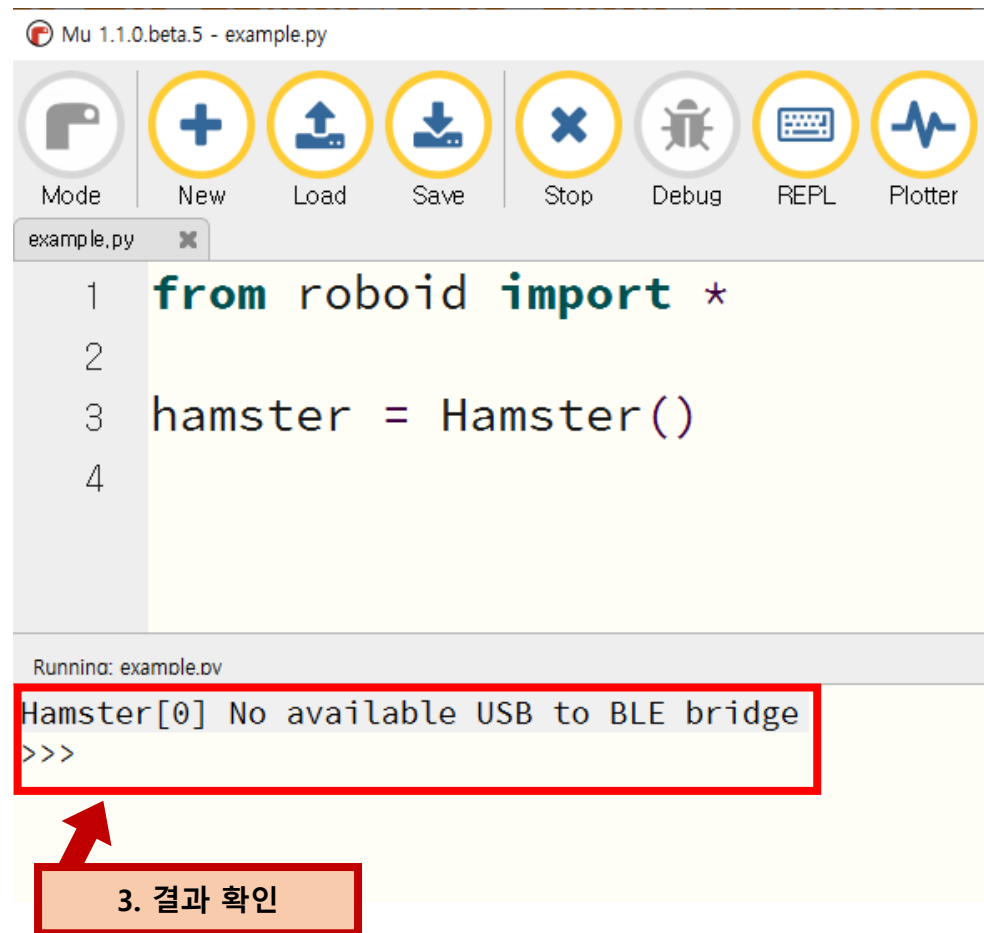 Mu 1.1.0.beta.5 - example.py
Mode New Load Save Stop Debug REPL Plotter
example.py
1 from roboid import *
2
3 hamster = Hamster()
4
Running: example.py
Hamster[0] No available USB to BLE bridge
>>>
3. 결과 확인